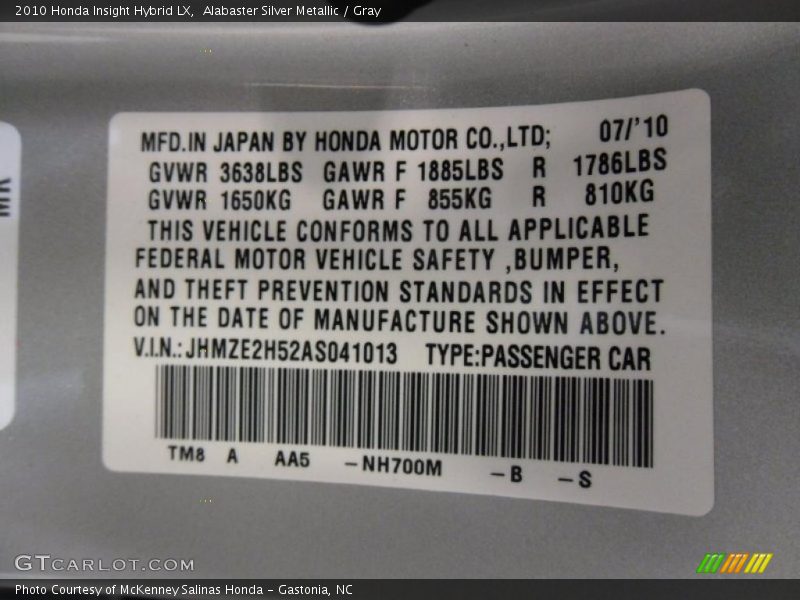 2010 Honda Insight Hybrid LX,  Alabaster Silver Metallic / Gray
MFD.IN JAPAN BY HONDA MOTOR CO.,LTD; 07/'10
GVWR 3638LBS GAWR F 1885LBS R 1786LBS
GVWR 1650KG GAWR F 855KG R 810KG
THIS VEHICLE CONFORMS TO ALL APPLICABLE
FEDERAL MOTOR VEHICLE SAFETY ,BUMPER,
AND THEFT PREVENTION STANDARDS IN EFFECT
ON THE DATE OF MANUFACTURE SHOWN ABOVE.
V.I.N.:JHMZE2H52AS041013 TYPE:PASSENGER CAR
TM8 A AA5 -NH700M -B -S
GTCARLOT.COM
Photo Courtesy of McKenney Salinas Honda - Gastonia, NC